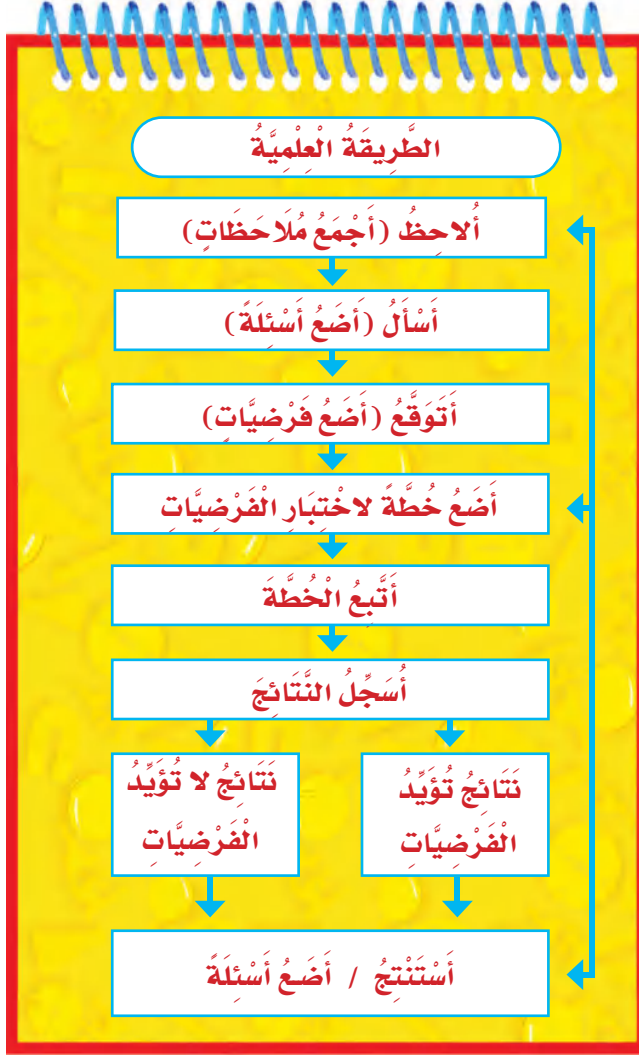 الطَّرِيقَةُ الْعِلْمِيَّةُ
أُلاحِظُ (أَجْمَعُ مُلَاحَظَاتٍ)
أَسْأَلُ (أَضَعُ أَسْئِلَةً)
أَتَوَقَّعُ (أَضَعُ فَرْضِيَّاتٍ)
أَضَعُ خُطَّةً لاخْتِبَارِ الْفَرْضِيَّاتِ
أَتَّبِعُ الْخُطَّةَ
أُسَجِّلُ النَّتَائِجَ
نَتَائِجُ تُؤَيِّدُ
الْفَرْضِيَّاتِ
نَتَائِجُ لا تُؤَيِّدُ
الْفَرْضِيَّاتِ
أَسْتَنْتِجُ / أَضَعُ أَسْئِلَةً